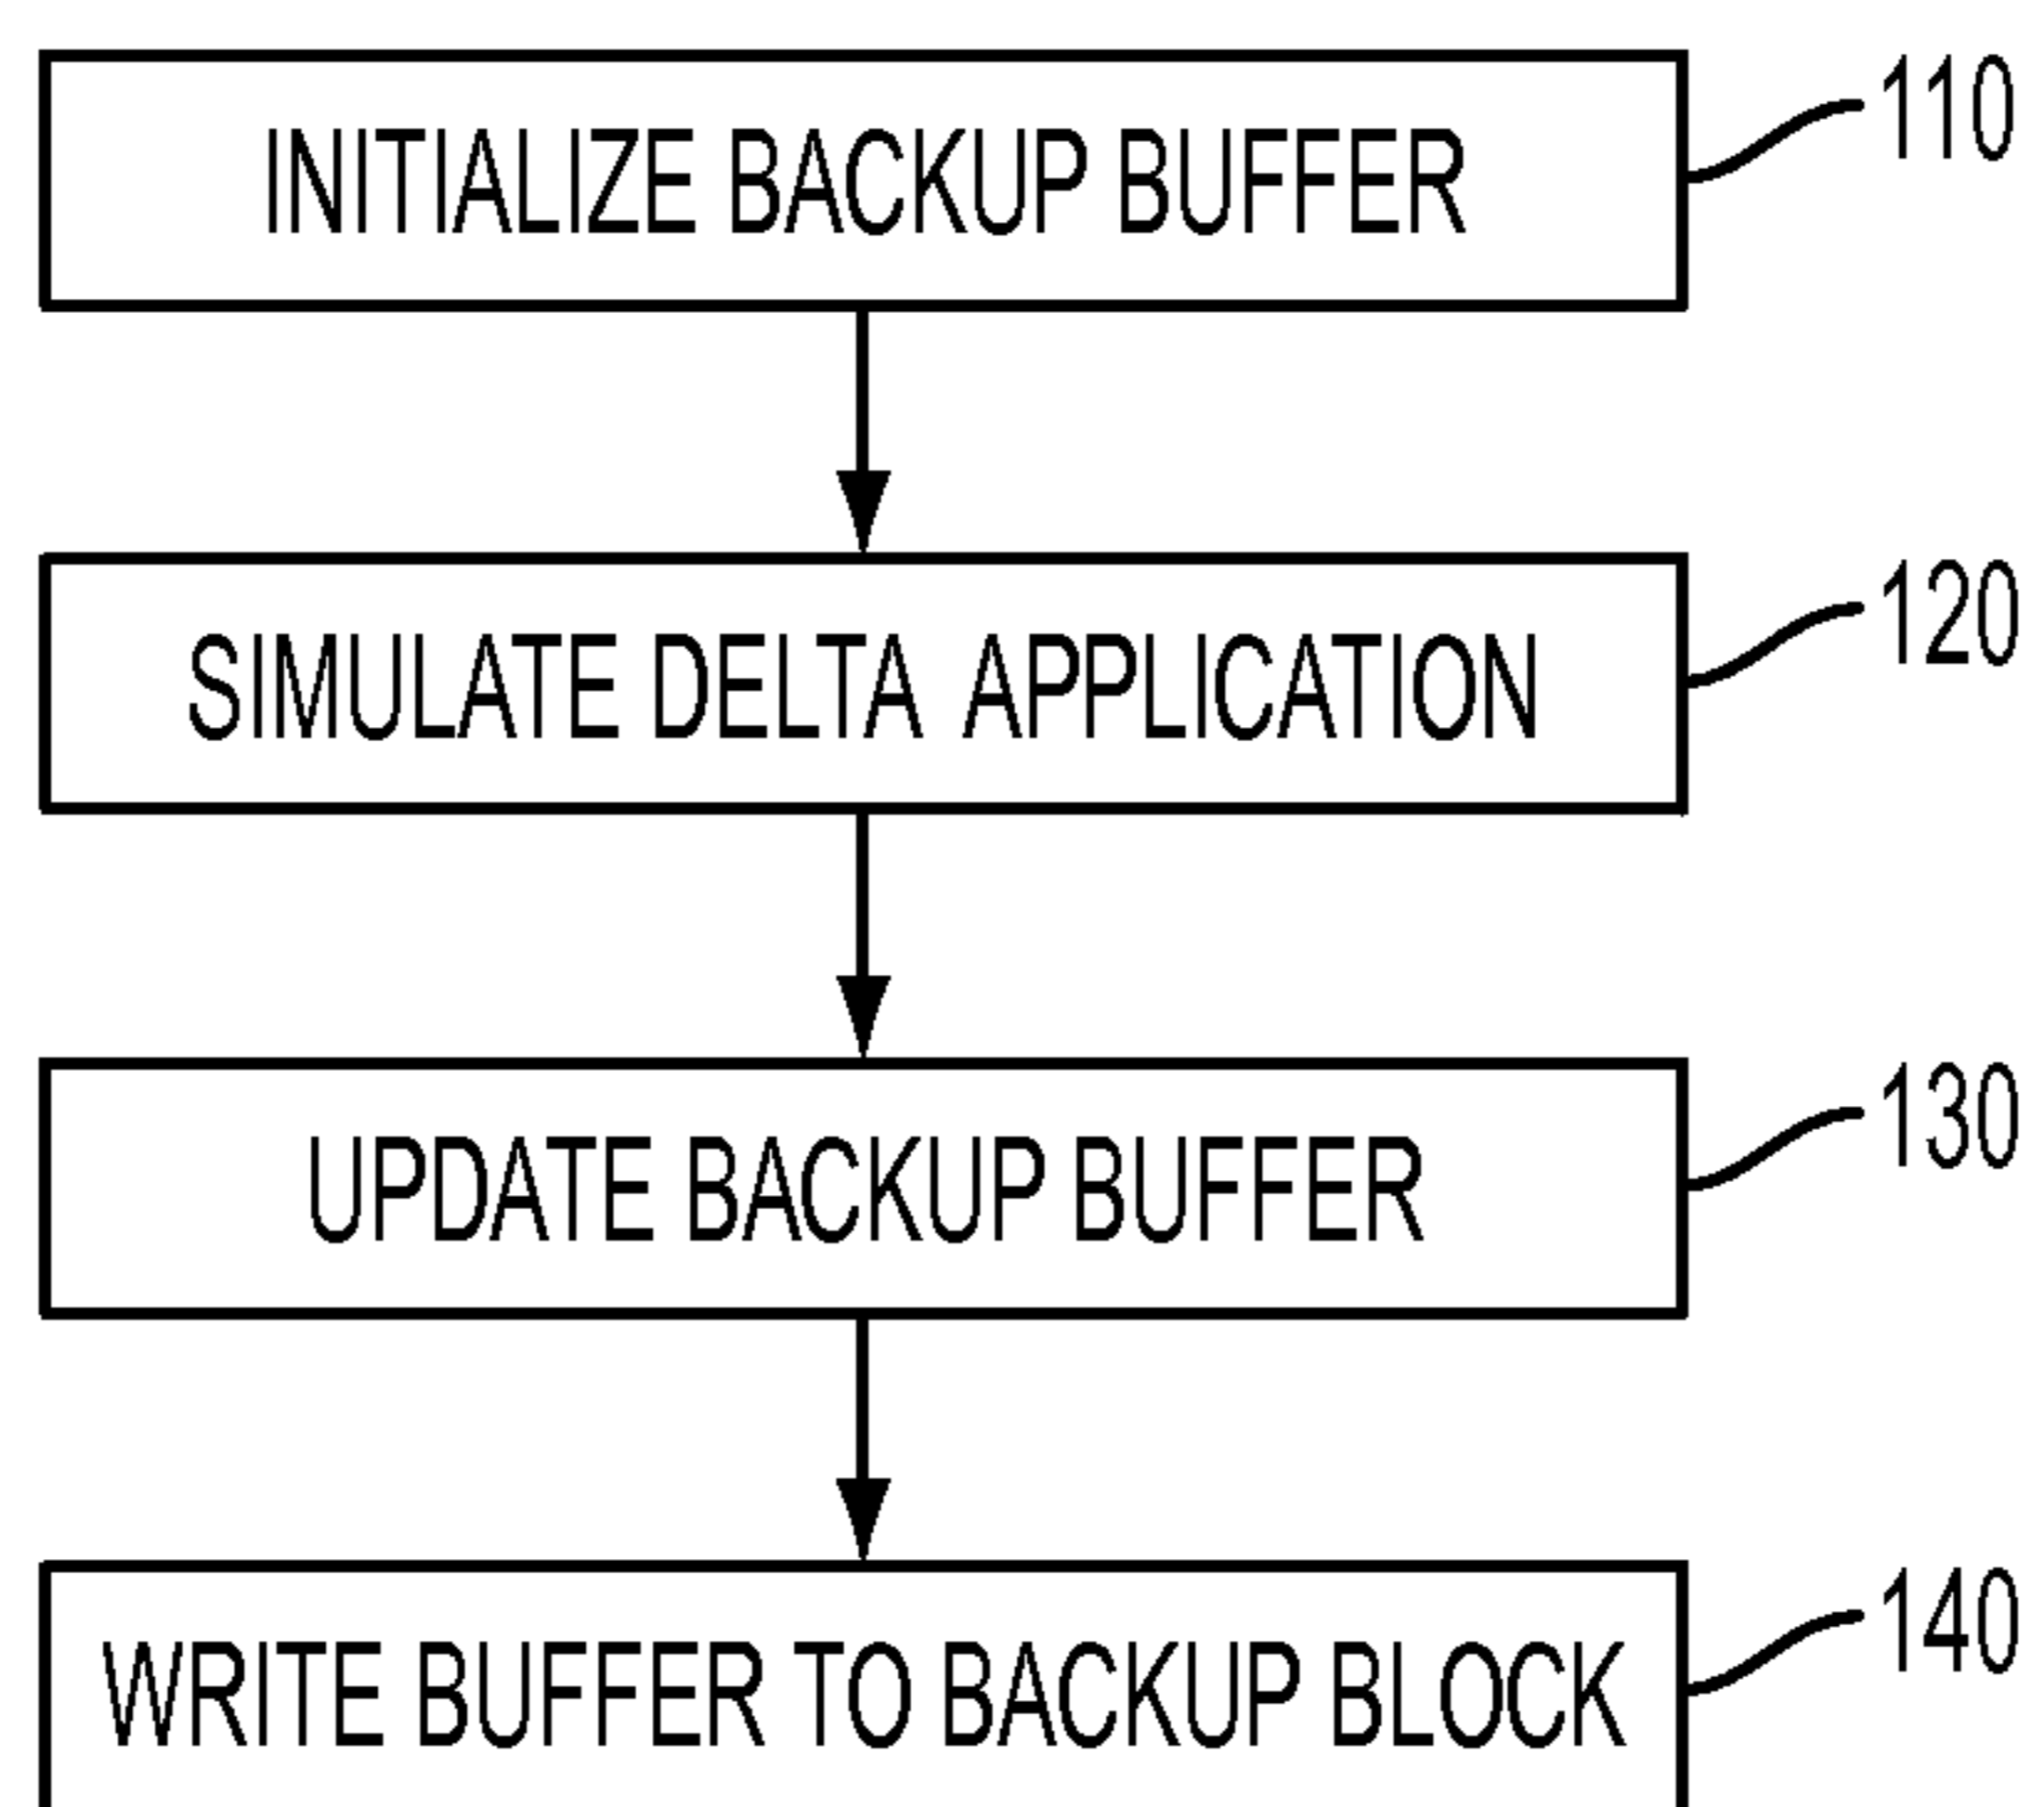 INITIALIZE BACKUP BUFFER
110
SIMULATE DELTA APPLICATION
120
UPDATE BACKUP BUFFER
130
WRITE BUFFER TO BACKUP BLOCK
140